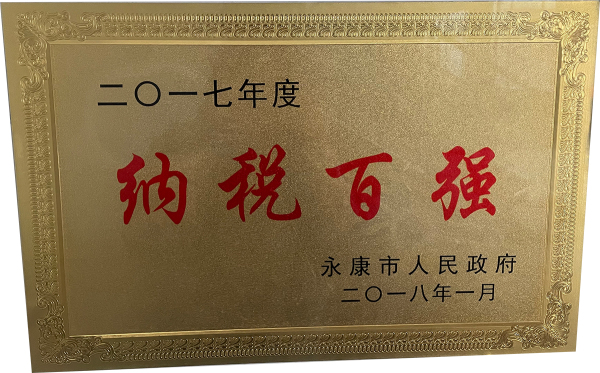 二〇一七年度
纳税百强
永康市人民政府
二〇一八年一月